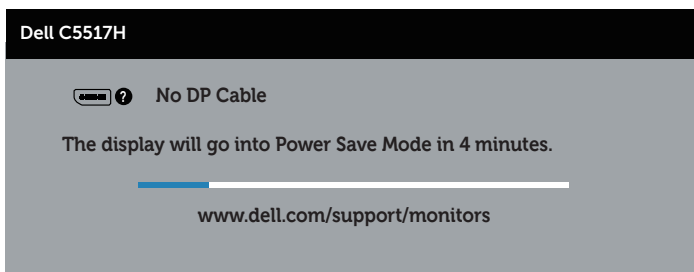 Dell C5517H
? No DP Cable
The display will go into Power Save Mode in 4 minutes.
www.dell.com/support/monitors